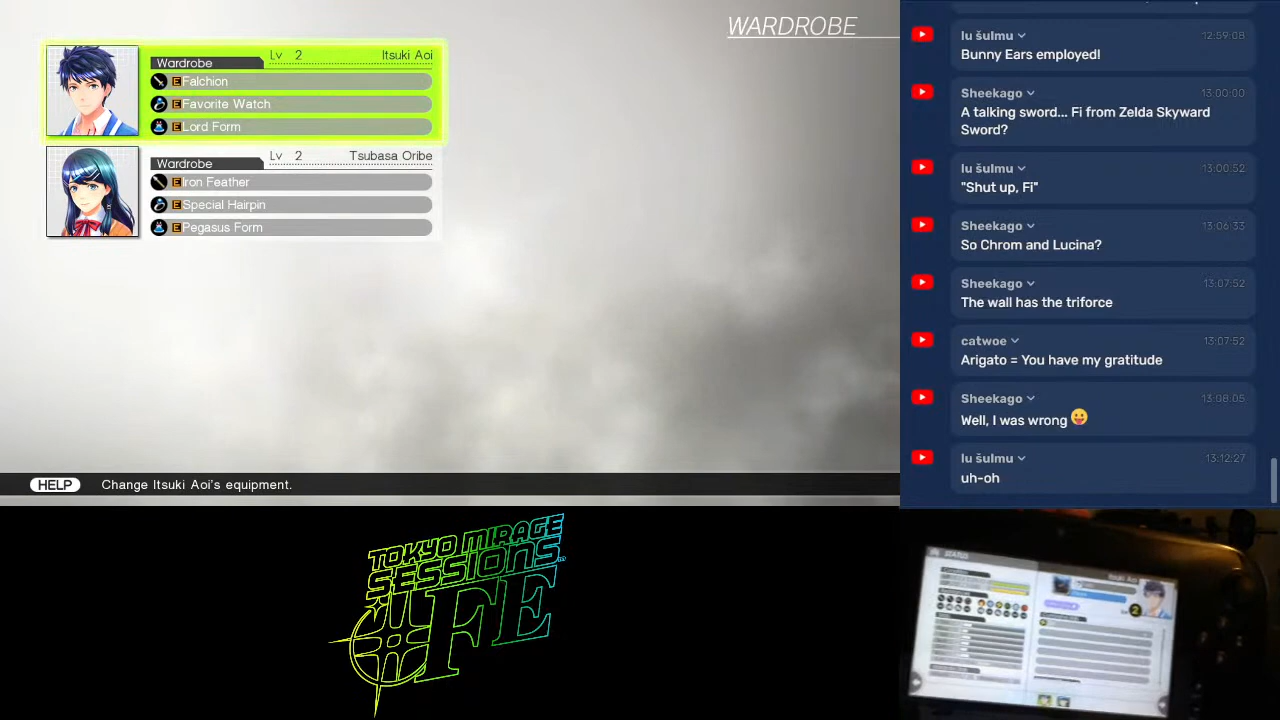 WARDROBE
Wardrobe
Lv 2 Itsuki Aoi
E Falchion
E Favorite Watch
E Lord Form
Wardrobe
Lv 2 Tsubasa Oribe
E Iron Feather
E Special Hairpin
E Pegasus Form
HELP Change Itsuki Aoi's equipment.
lu šulmu 12:59:08
Bunny Ears employed!
Sheekago 13:00:00
A talking sword... Fi from Zelda Skyward
Sword?
lu šulmu 13:00:52
"Shut up, Fi"
Sheekago 13:06:33
So Chrom and Lucina?
Sheekago 13:07:52
The wall has the triforce
catwoe 13:07:52
Arigato = You have my gratitude
Sheekago 13:08:05
Well, I was wrong 😛
lu šulmu 13:12:27
uh-oh
TOKYO MIRAGE
SESSIONS
#FE
STATUS
Itsuki Aoi
2